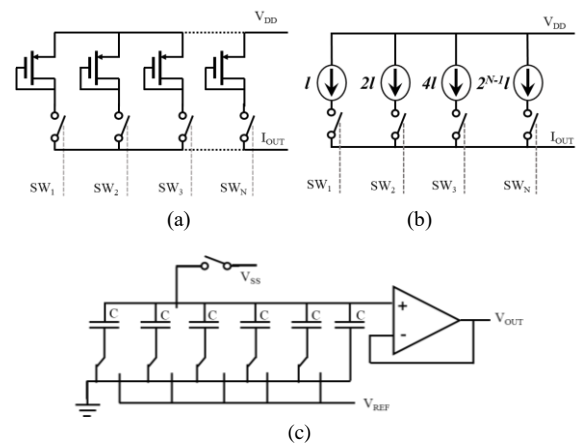 V_DD
I_OUT
SW_1 SW_2 SW_3 SW_N
(a)
V_DD
I 2I 4I 2^{N-1}I
I_OUT
SW_1 SW_2 SW_3 SW_N
(b)
V_SS
C C C C C C
+
-
V_OUT
V_REF
(c)